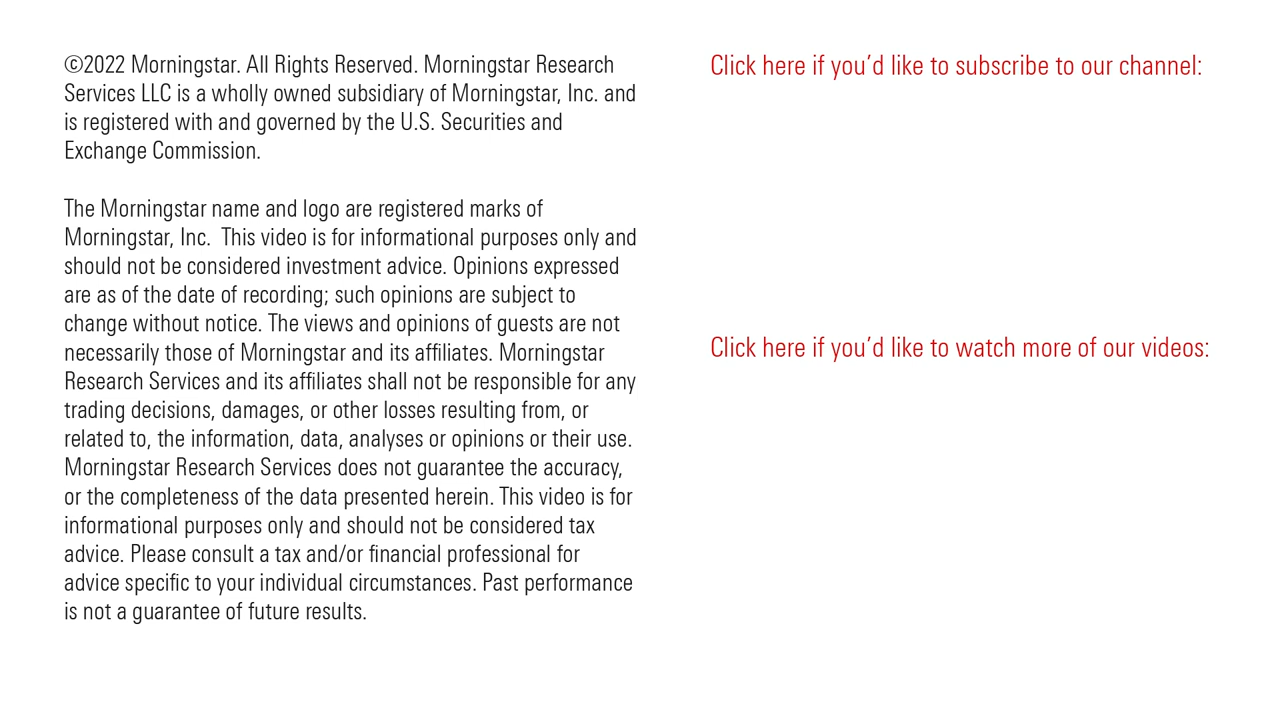 ©2022 Morningstar. All Rights Reserved. Morningstar Research
Services LLC is a wholly owned subsidiary of Morningstar, Inc. and
is registered with and governed by the U.S. Securities and
Exchange Commission.
The Morningstar name and logo are registered marks of
Morningstar, Inc.  This video is for informational purposes only and
should not be considered investment advice. Opinions expressed
are as of the date of recording; such opinions are subject to
change without notice. The views and opinions of guests are not
necessarily those of Morningstar and its affiliates. Morningstar
Research Services and its affiliates shall not be responsible for any
trading decisions, damages, or other losses resulting from, or
related to, the information, data, analyses or opinions or their use.
Morningstar Research Services does not guarantee the accuracy,
or the completeness of the data presented herein. This video is for
informational purposes only and should not be considered tax
advice. Please consult a tax and/or financial professional for
advice specific to your individual circumstances. Past performance
is not a guarantee of future results.
Click here if you’d like to subscribe to our channel:
Click here if you’d like to watch more of our videos: